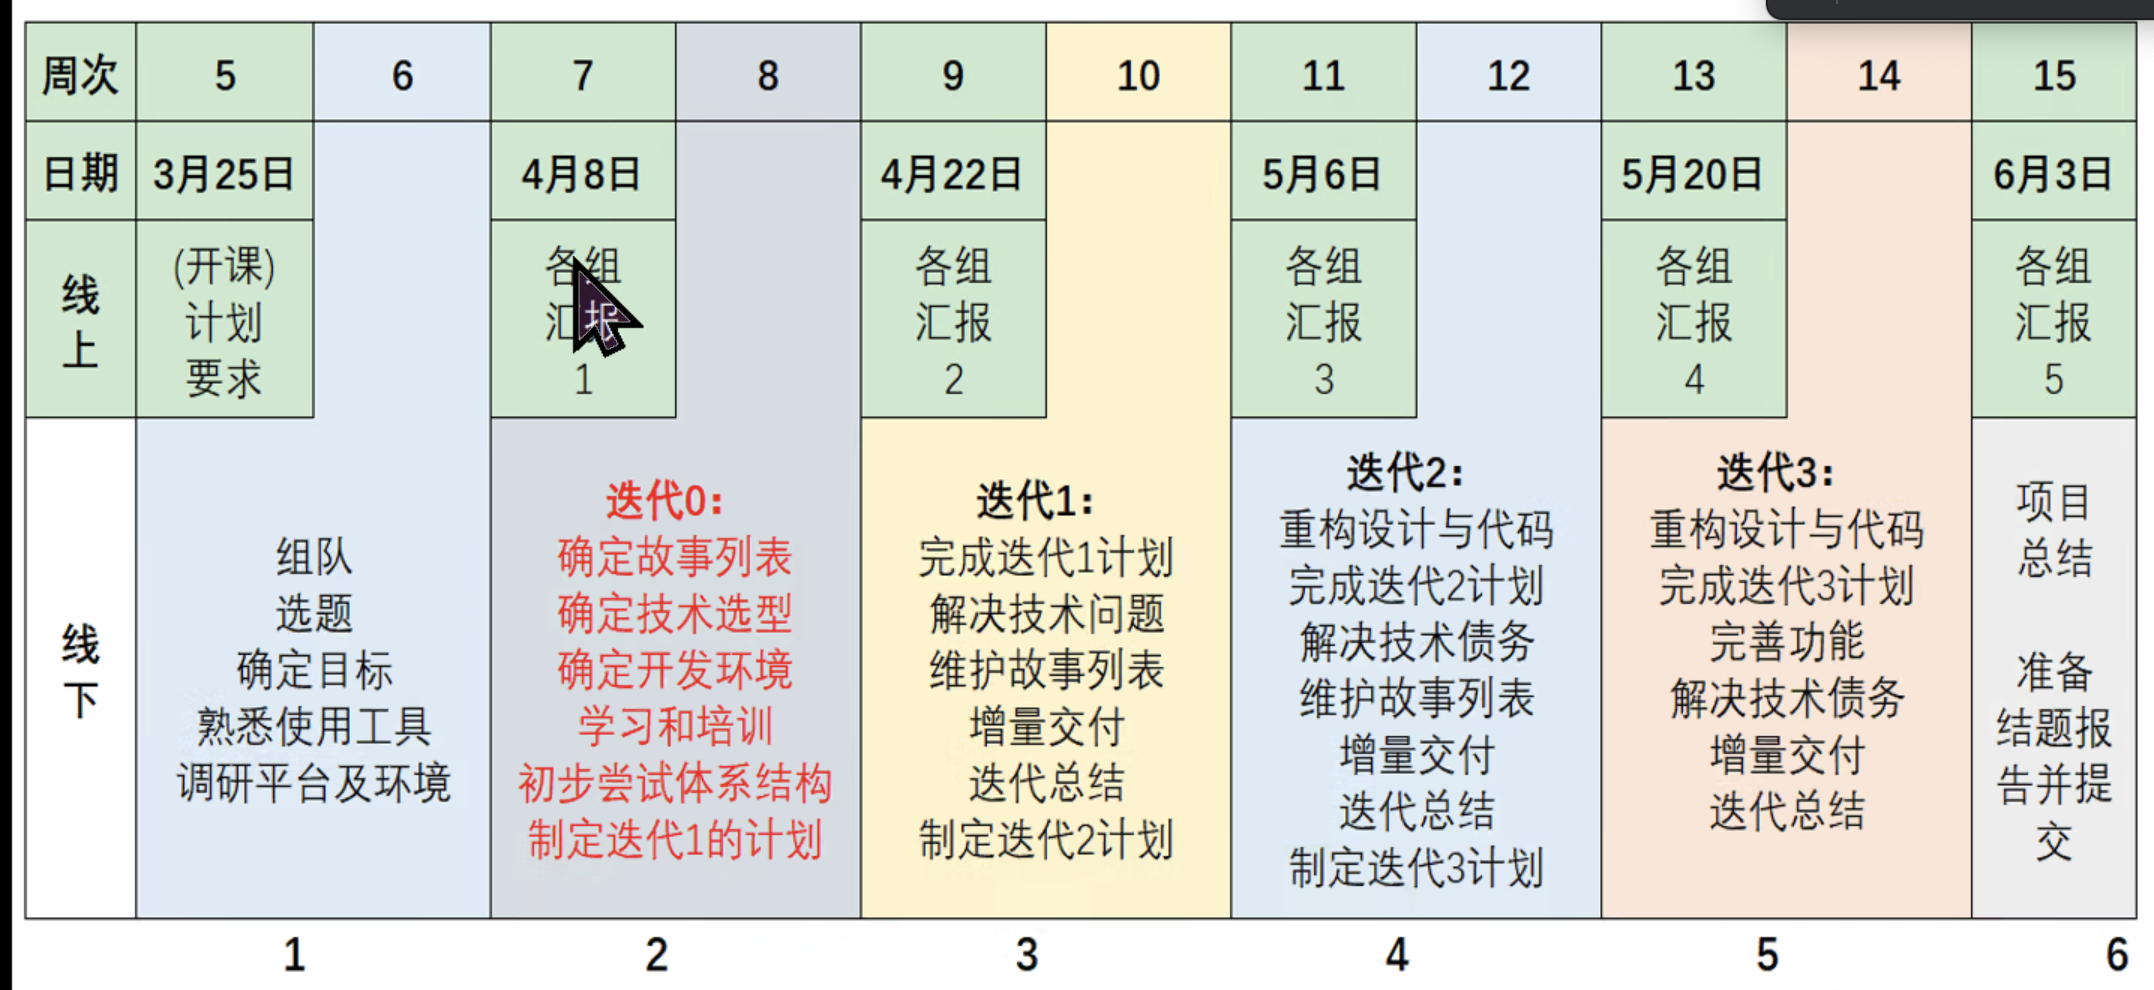 周次 5 6 7 8 9 10 11 12 13 14 15
日期 3月25日 4月8日 4月22日 5月6日 5月20日 6月3日
线
上
(开课)
计划
要求
各组
汇报
1
各组
汇报
2
各组
汇报
3
各组
汇报
4
各组
汇报
5
线
下
组队
选题
确定目标
熟悉使用工具
调研平台及环境
迭代0：
确定故事列表
确定技术选型
确定开发环境
学习和培训
初步尝试体系结构
制定迭代1的计划
迭代1：
完成迭代1计划
解决技术问题
维护故事列表
增量交付
迭代总结
制定迭代2计划
迭代2：
重构设计与代码
完成迭代2计划
解决技术债务
维护故事列表
增量交付
迭代总结
制定迭代3计划
迭代3：
重构设计与代码
完成迭代3计划
完善功能
解决技术债务
增量交付
迭代总结
项目
总结
准备
结题报
告并提
交
1 2 3 4 5 6